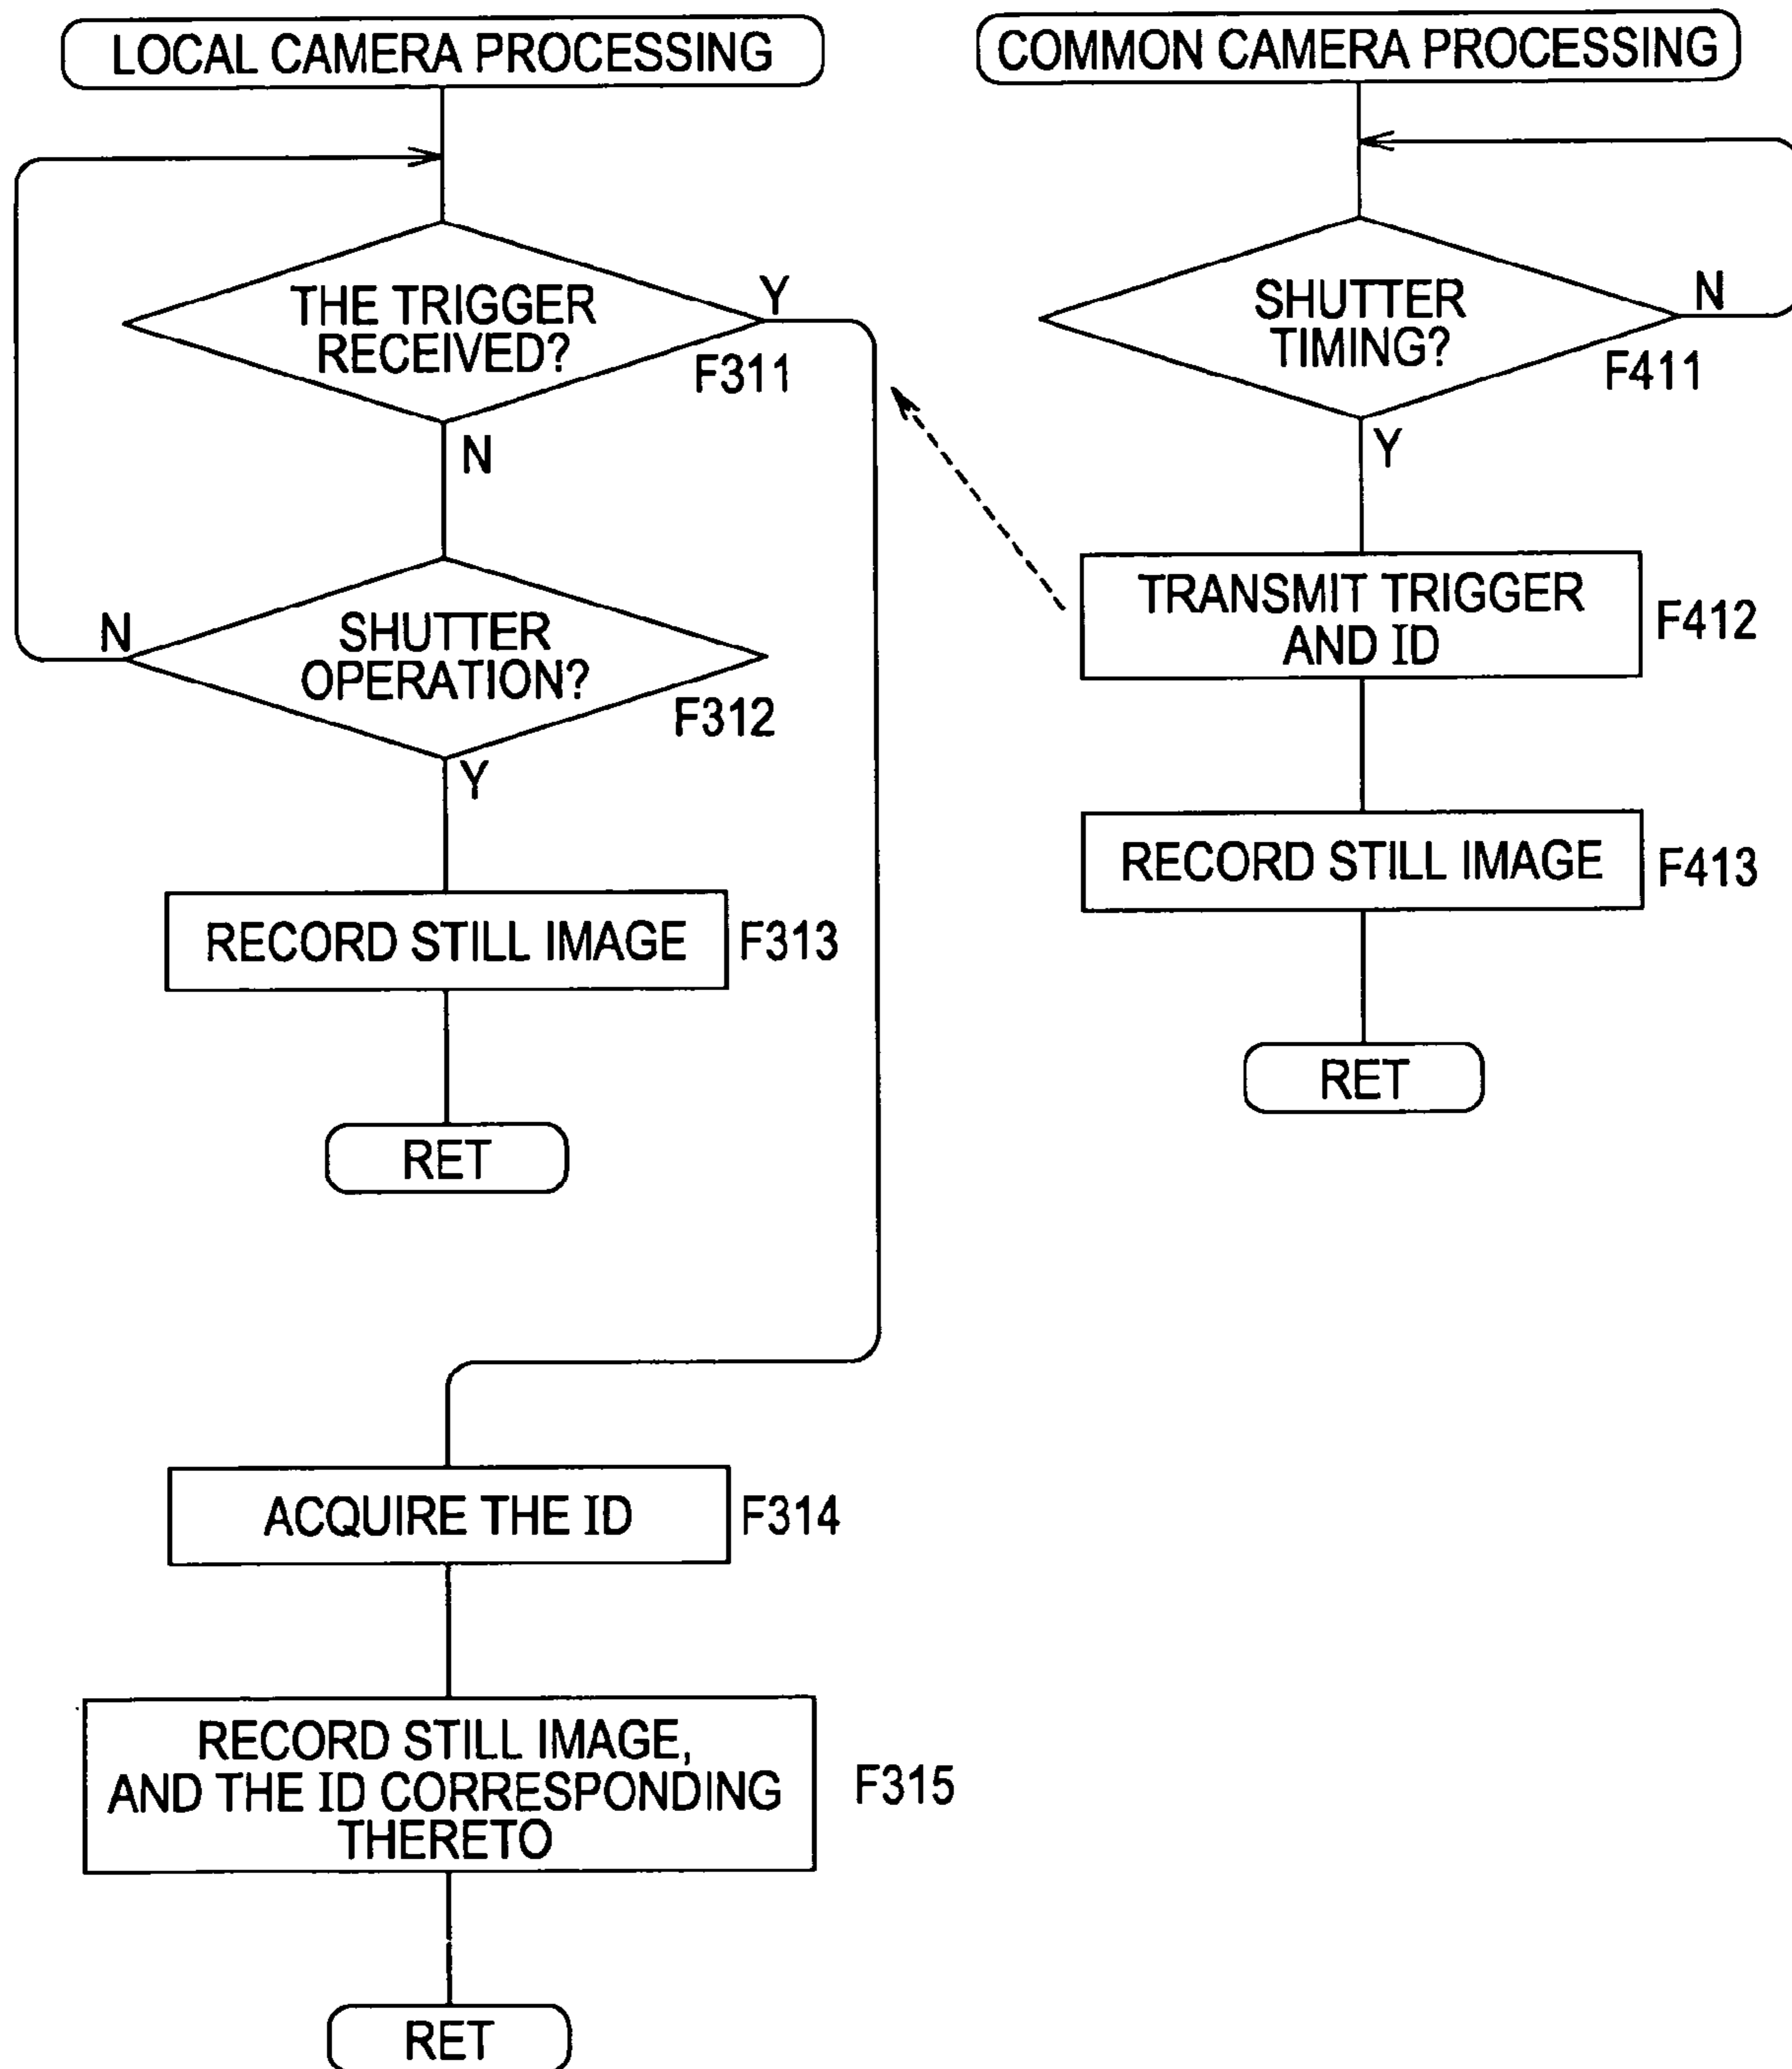 LOCAL CAMERA PROCESSING
THE TRIGGER
RECEIVED?
Y
F311
N
SHUTTER
OPERATION?
N
F312
Y
RECORD STILL IMAGE
F313
RET
ACQUIRE THE ID
F314
RECORD STILL IMAGE,
AND THE ID CORRESPONDING
THERETO
F315
RET
COMMON CAMERA PROCESSING
SHUTTER
TIMING?
N
F411
Y
TRANSMIT TRIGGER
AND ID
F412
RECORD STILL IMAGE
F413
RET